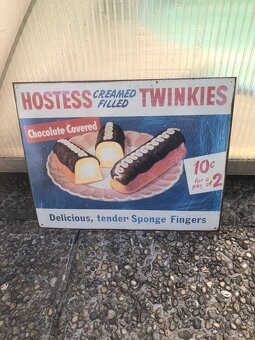 HOSTESS CREAMED FILLED TWINKIES
Chocolate Covered
10¢
for a
pkg of 2
Delicious, tender Sponge Fingers